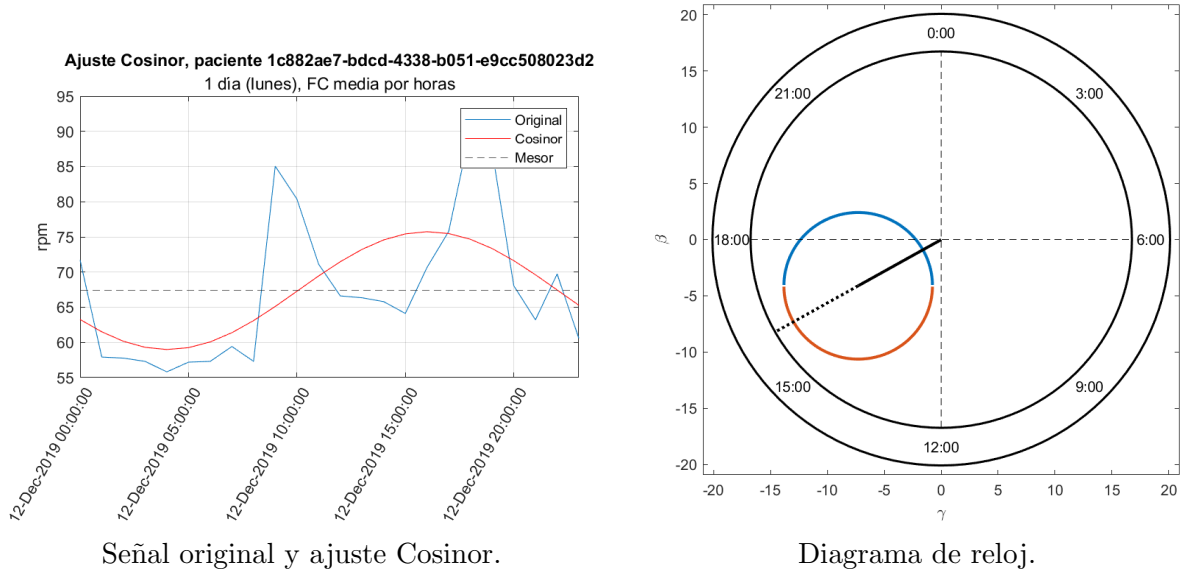 Ajuste Cosinor, paciente 1c882ae7-bdcd-4338-b051-e9cc508023d2
1 día (lunes), FC media por horas
95
90
85
80
75
70
65
60
55
rpm
Original
Cosinor
Mesor
12-Dec-2019 00:00:00
12-Dec-2019 05:00:00
12-Dec-2019 10:00:00
12-Dec-2019 15:00:00
12-Dec-2019 20:00:00
Señal original y ajuste Cosinor.
20
15
10
5
0
-5
-10
-15
-20
β
0:00
3:00
6:00
9:00
12:00
15:00
18:00
21:00
-20
-15
-10
-5
0
5
10
15
20
γ
Diagrama de reloj.